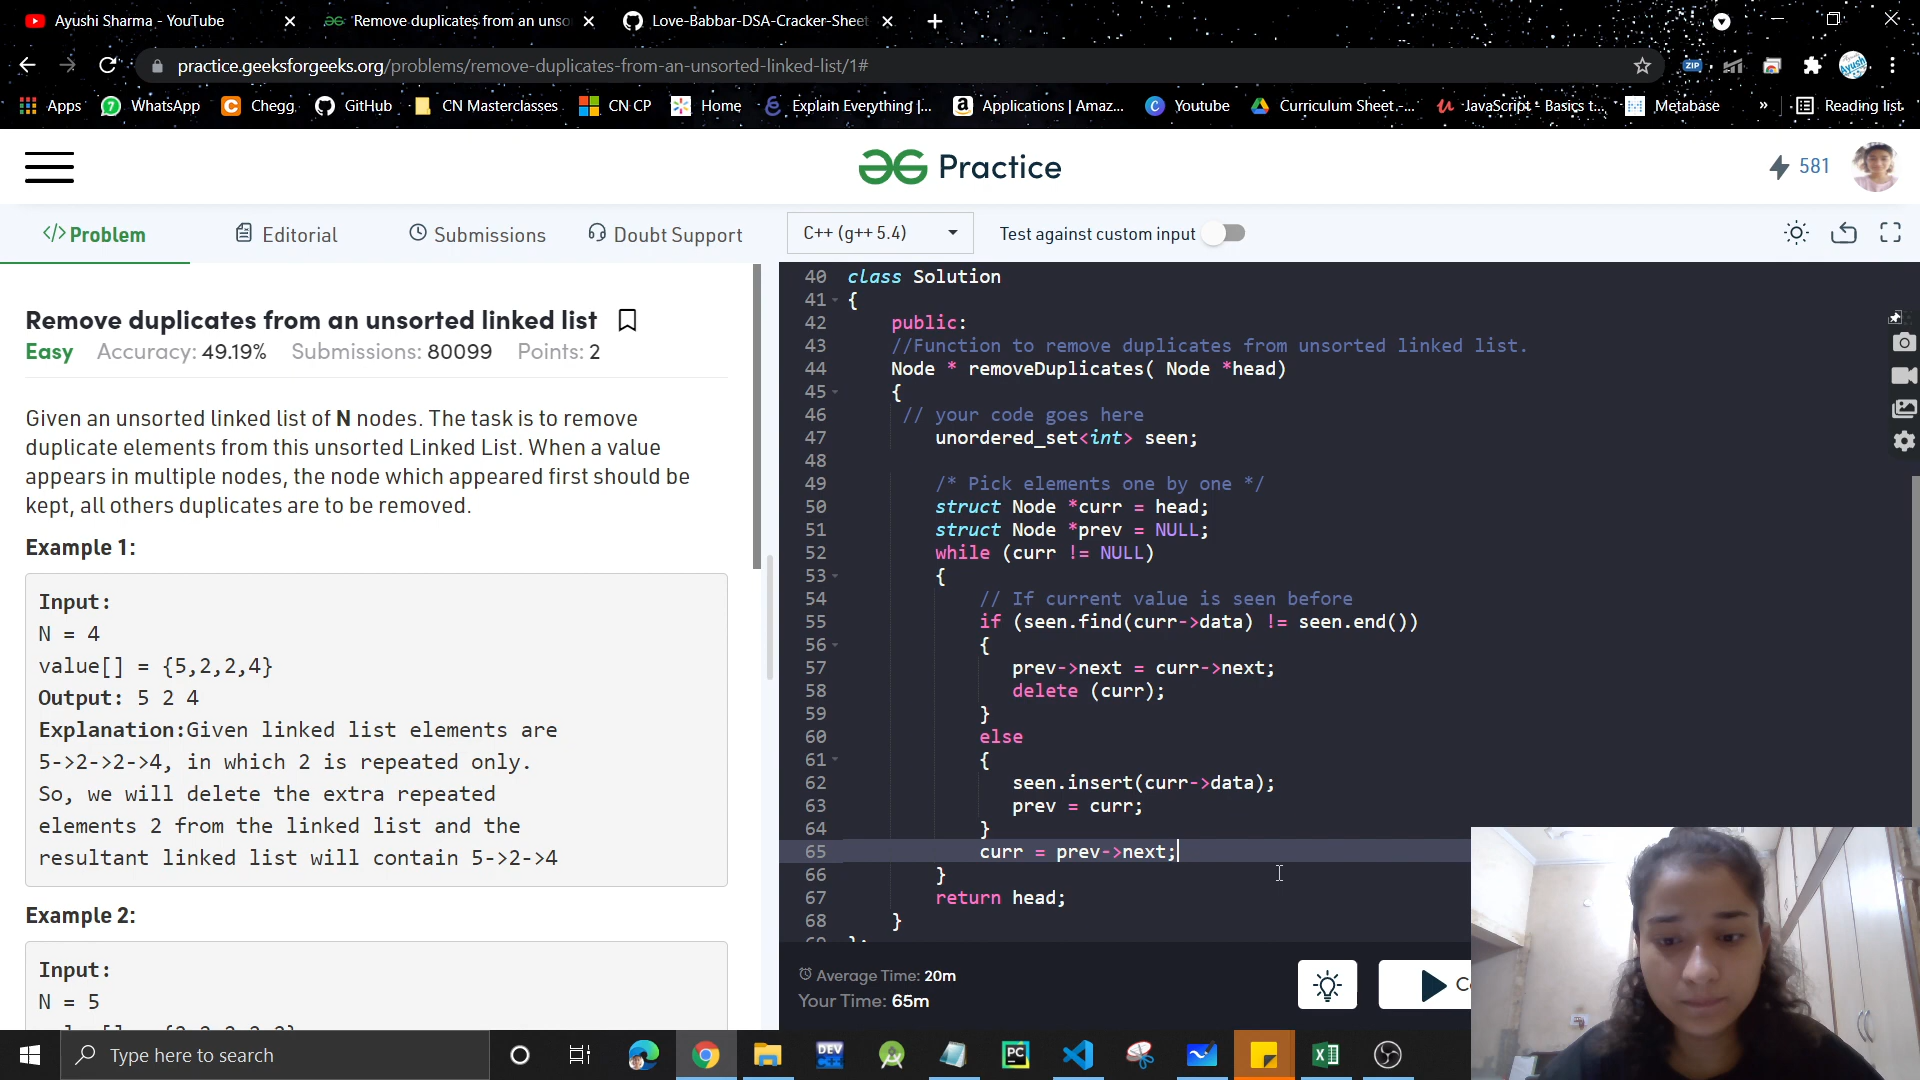 Ayushi Sharma - YouTube
Remove duplicates from an unso
Love-Babbar-DSA-Cracker-Sheet
practice.geeksforgeeks.org/problems/remove-duplicates-from-an-unsorted-linked-list/1#
ZIP
Apps
WhatsApp
Chegg
GitHub
CN Masterclasses
CN CP
Home
Explain Everything |...
Applications | Amaz...
Youtube
Curriculum Sheet -...
JavaScript - Basics t...
Metabase
»
Reading list
Practice
581
</> Problem
Editorial
Submissions
Doubt Support
C++ (g++ 5.4)
Test against custom input
Remove duplicates from an unsorted linked list
Easy Accuracy: 49.19% Submissions: 80099 Points: 2
Given an unsorted linked list of N nodes. The task is to remove
duplicate elements from this unsorted Linked List. When a value
appears in multiple nodes, the node which appeared first should be
kept, all others duplicates are to be removed.
Example 1:
Input:
N = 4
value[] = {5,2,2,4}
Output: 5 2 4
Explanation:Given linked list elements are
5->2->2->4, in which 2 is repeated only.
So, we will delete the extra repeated
elements 2 from the linked list and the
resultant linked list will contain 5->2->4
Example 2:
Input:
N = 5
40 class Solution
41 {
42 public:
43 //Function to remove duplicates from unsorted linked list.
44 Node * removeDuplicates( Node *head)
45 {
46 // your code goes here
47 unordered_set<int> seen;
48
49 /* Pick elements one by one */
50 struct Node *curr = head;
51 struct Node *prev = NULL;
52 while (curr != NULL)
53 {
54 // If current value is seen before
55 if (seen.find(curr->data) != seen.end())
56 {
57 prev->next = curr->next;
58 delete (curr);
59 }
60 else
61 {
62 seen.insert(curr->data);
63 prev = curr;
64 }
65 curr = prev->next;
66 }
67 return head;
68 }
Average Time: 20m
Your Time: 65m
Type here to search
DEV
PC